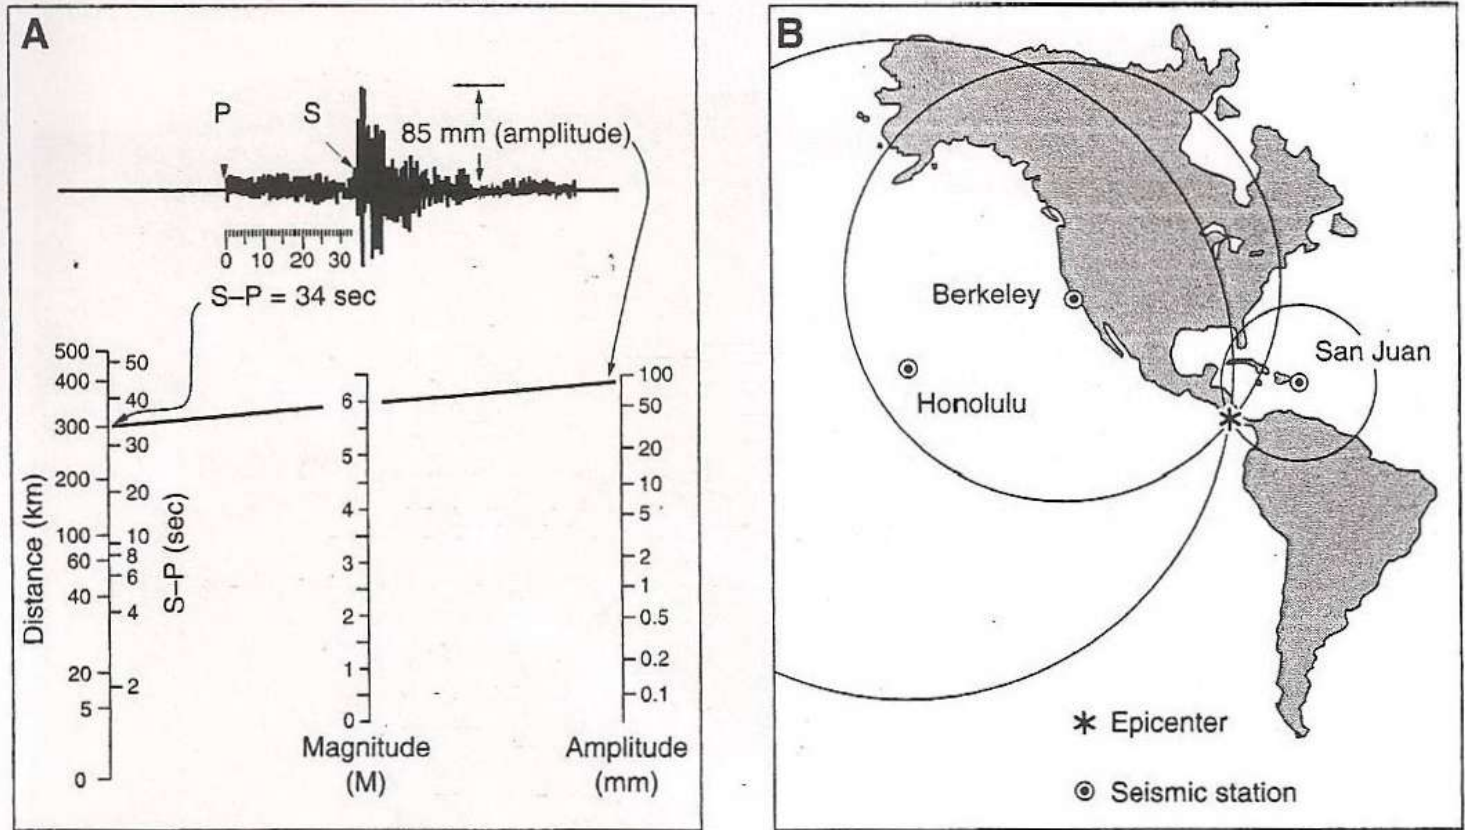 A
P
S
85 mm (amplitude)
0 10 20 30
S–P = 34 sec
500
400
300
200
100
60
40
20
5
0
Distance (km)
50
40
30
20
10
8
6
4
2
S–P (sec)
6
5
4
3
2
1
0
Magnitude
(M)
100
50
20
10
5
2
1
0.5
0.2
0.1
Amplitude
(mm)
B
Berkeley
San Juan
Honolulu
Epicenter
Seismic station